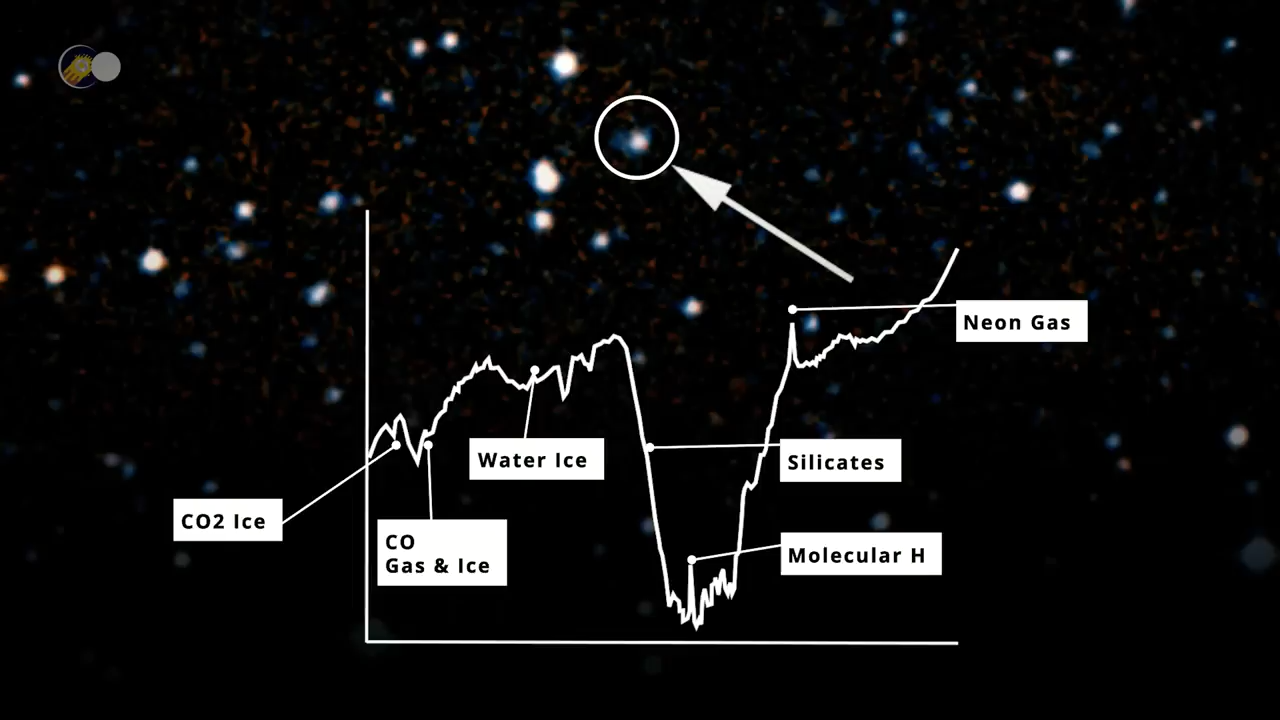 Neon Gas
Water Ice
Silicates
CO2 Ice
CO
Gas & Ice
Molecular H